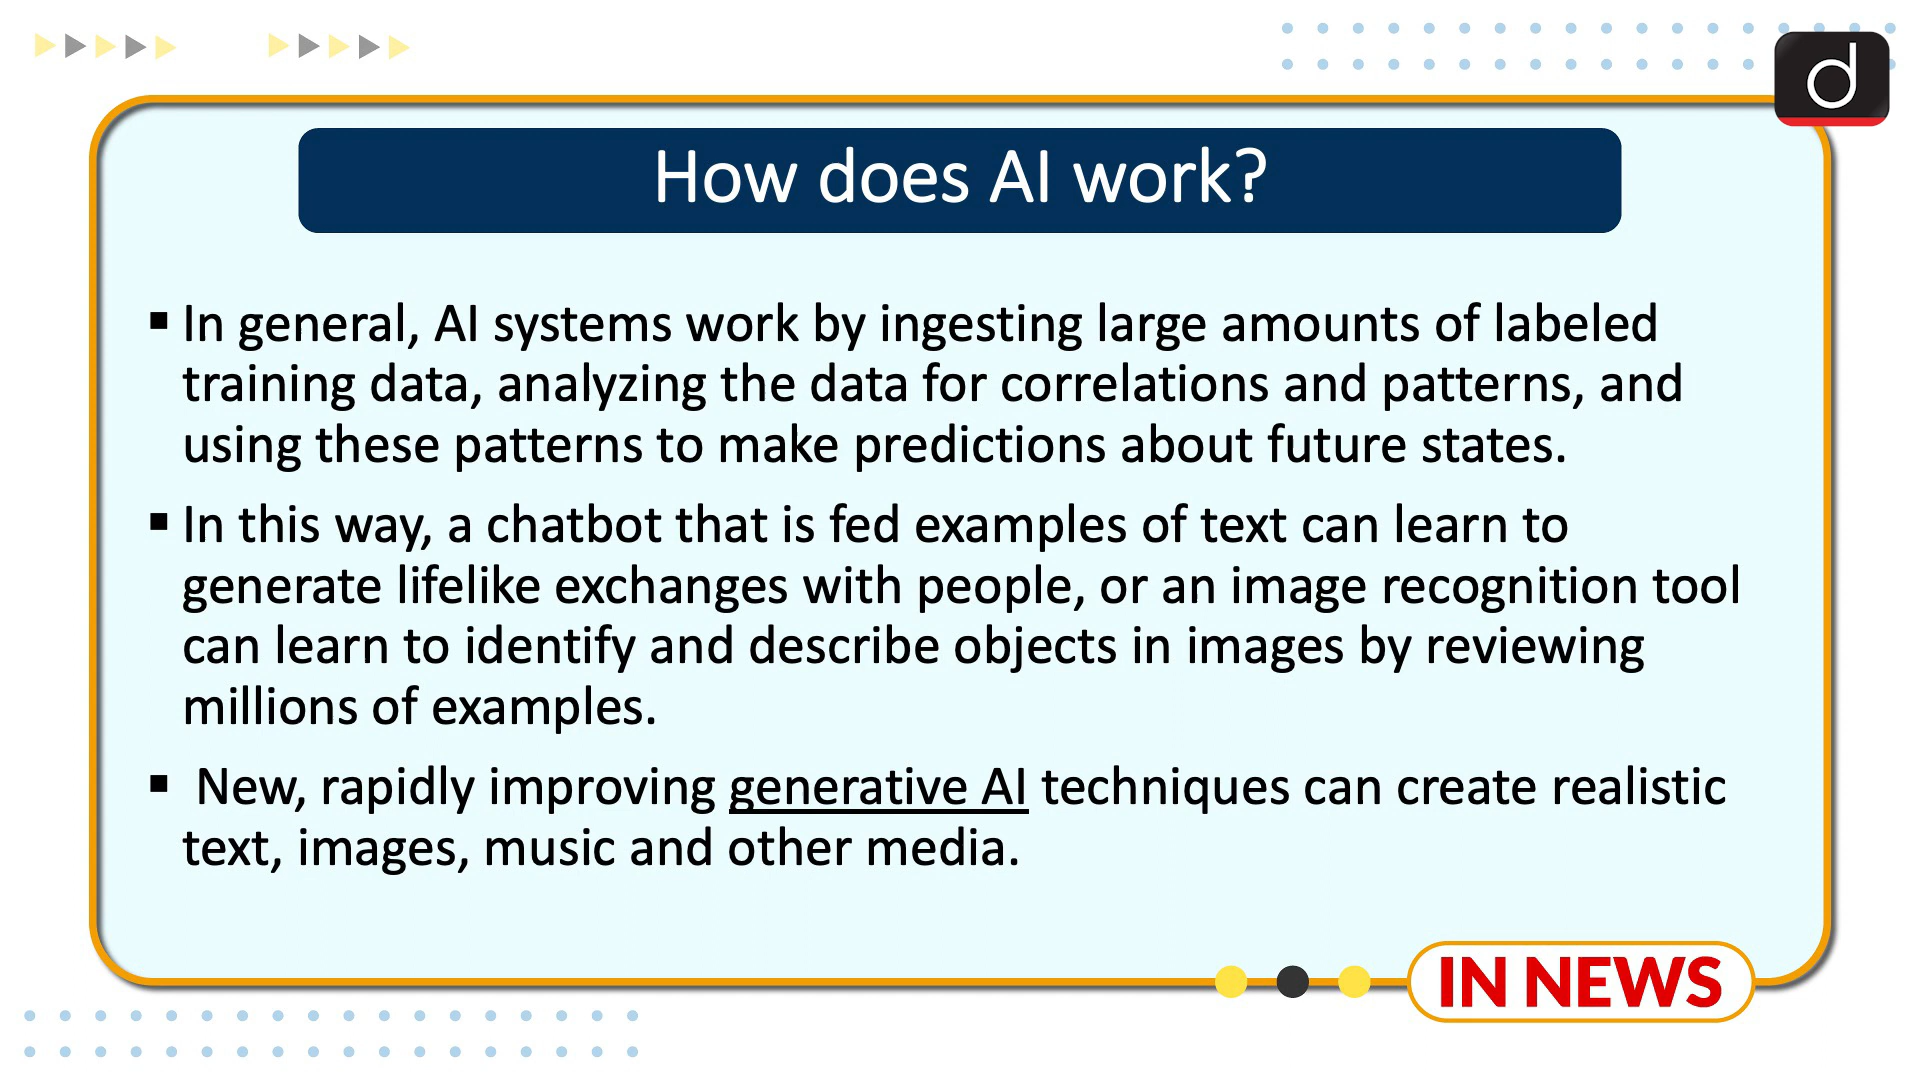 d
How does AI work?
▪ In general, AI systems work by ingesting large amounts of labeled
training data, analyzing the data for correlations and patterns, and
using these patterns to make predictions about future states.
▪ In this way, a chatbot that is fed examples of text can learn to
generate lifelike exchanges with people, or an image recognition tool
can learn to identify and describe objects in images by reviewing
millions of examples.
▪ New, rapidly improving generative AI techniques can create realistic
text, images, music and other media.
IN NEWS